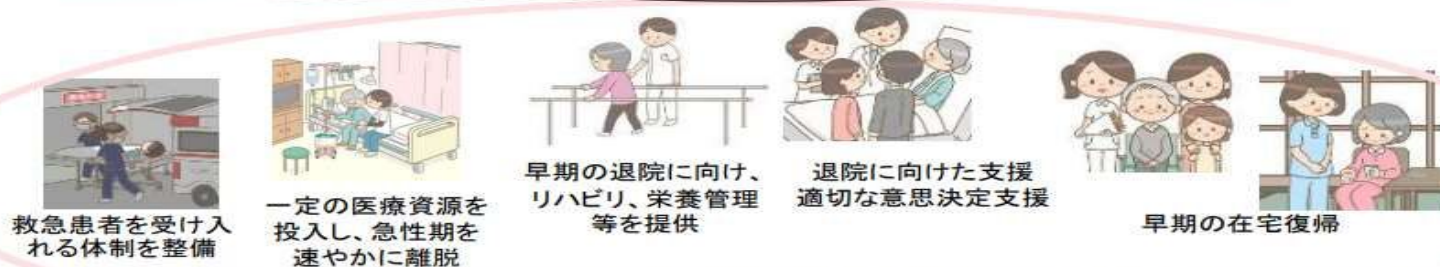 救急患者を受け入
れる体制を整備
一定の医療資源を
投入し、急性期を
速やかに離脱
早期の退院に向け、
リハビリ、栄養管理
等を提供
退院に向けた支援
適切な意思決定支援
早期の在宅復帰